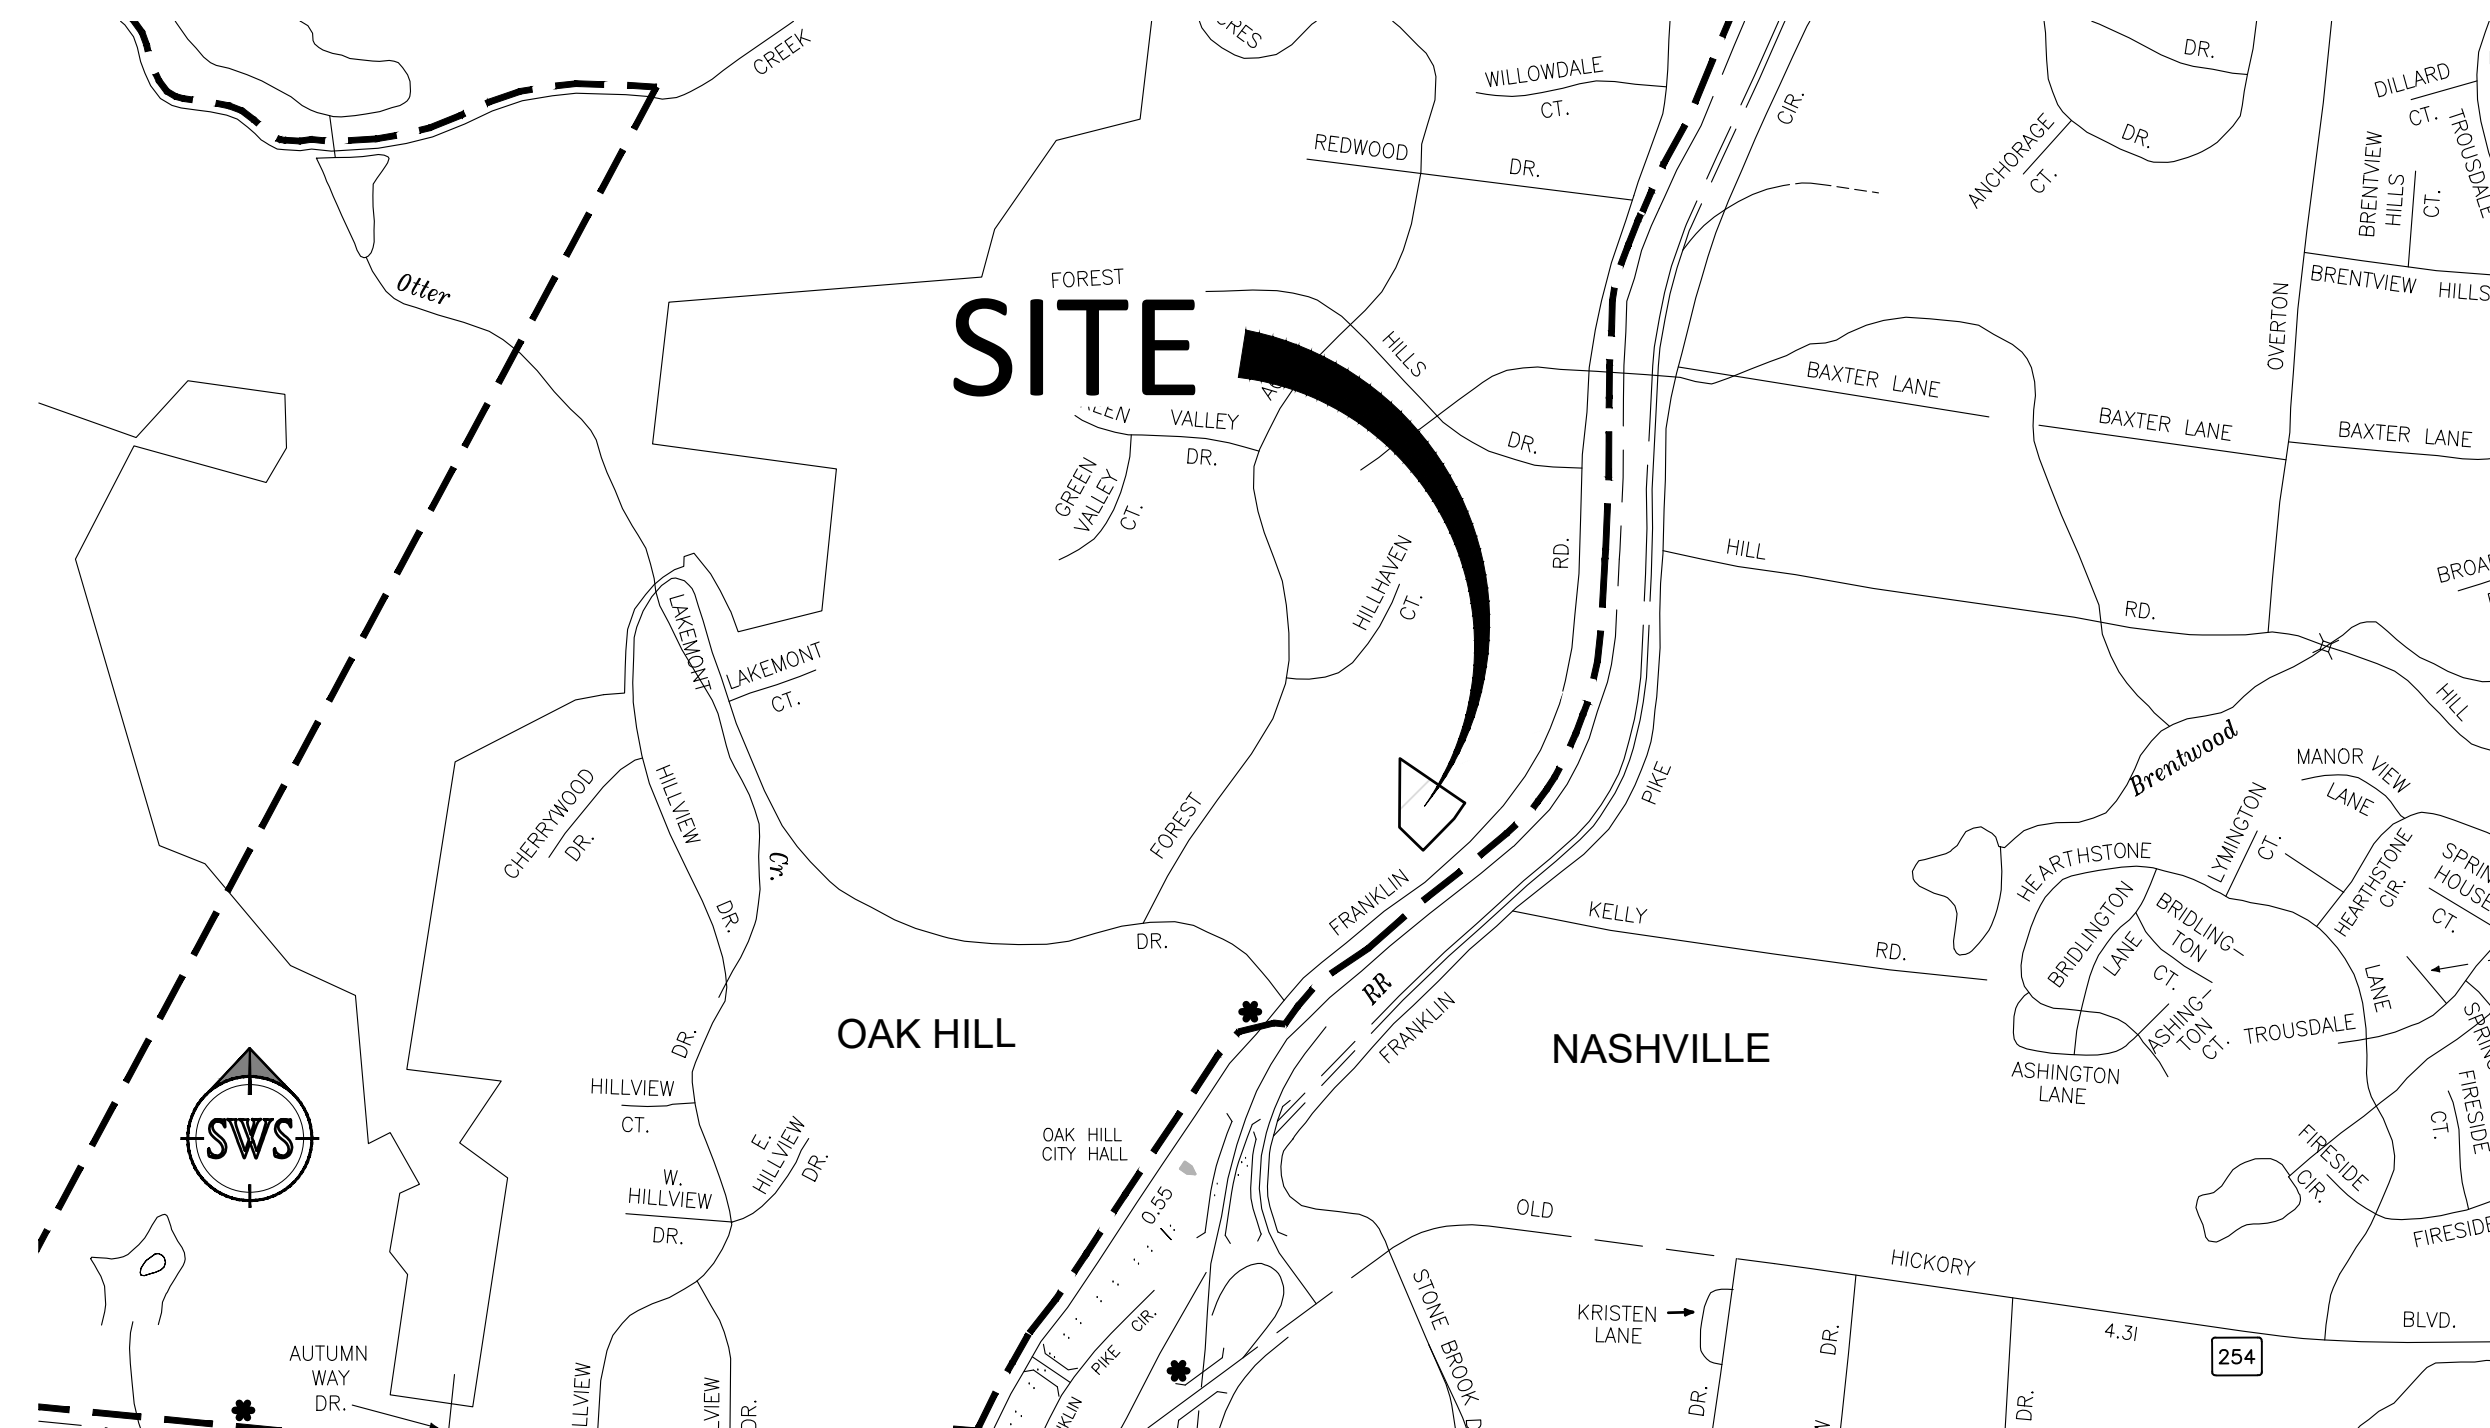 CREEK
WILLOWDALE
CT.
CIR.
DR.
DILLARD
CT.
TROUSDALE
REDWOOD
DR.
ANCHORAGE
CT.
DR.
BRENTVIEW
HILLS
CT.
Otter
FOREST
BRENTVIEW HILLS
OVERTON
SITE
HILLS
BAXTER LANE
BAXTER LANE
BAXTER LANE
VALLEY
DR.
DR.
GREEN
VALLEY
CT.
RD.
HILL
HILLHAVEN
CT.
RD.
LAKEMONT
LAKEMONT
CT.
HILL
Brentwood
CHERRYWOOD
DR.
HILLVIEW
PIKE
MANOR VIEW
LANE
LYMINGTON
CT.
FOREST
Cr.
HEARTHSTONE
HEARTHSTONE
CIR.
CT.
FRANKLIN
DR.
DR.
KELLY
RD.
BRIDLINGTON
LANE
BRIDLING-
TON
CT.
LANE
RR
FRANKLIN
OAK HILL
NASHVILLE
DR.
ASHING-
TON
CT.
TROUSDALE
ASHINGTON
LANE
SWS
HILLVIEW
CT.
E.
HILLVIEW
DR.
OAK HILL
CITY HALL
FIRESIDE
CT.
FIRESIDE
CIR.
W.
HILLVIEW
DR.
0.55
OLD
FIRESIDE
HICKORY
STONE BROOK
KRISTEN
LANE
PIKE
CIR.
DR.
4.31
BLVD.
254
AUTUMN
WAY
DR.
DR.
DR.
DR.